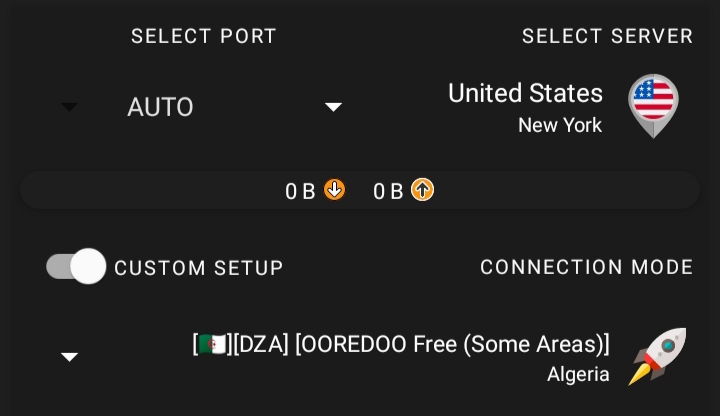 SELECT PORT
SELECT SERVER
AUTO
United States
New York
0 B
0 B
CUSTOM SETUP
CONNECTION MODE
[🇩🇿][DZA] [OOREDOO Free (Some Areas)]
Algeria